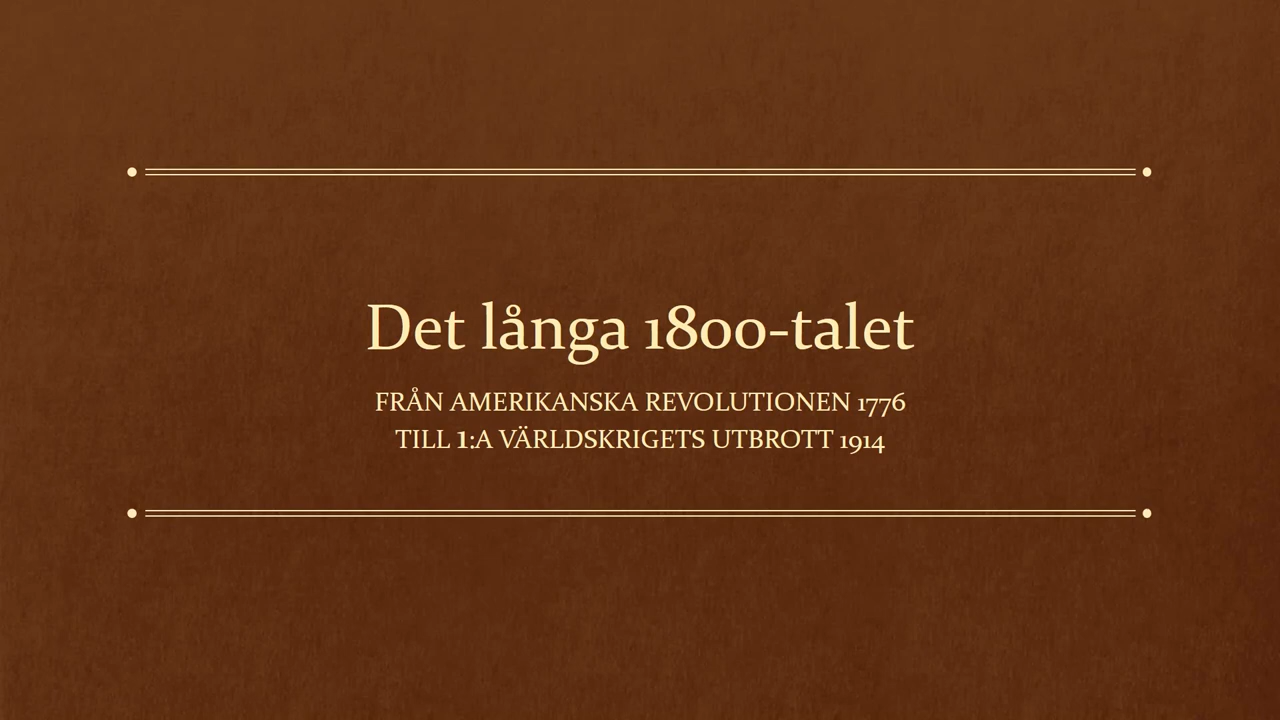 Det långa 1800-talet
FRÅN AMERIKANSKA REVOLUTIONEN 1776
TILL 1:A VÄRLDSKRIGETS UTBROTT 1914